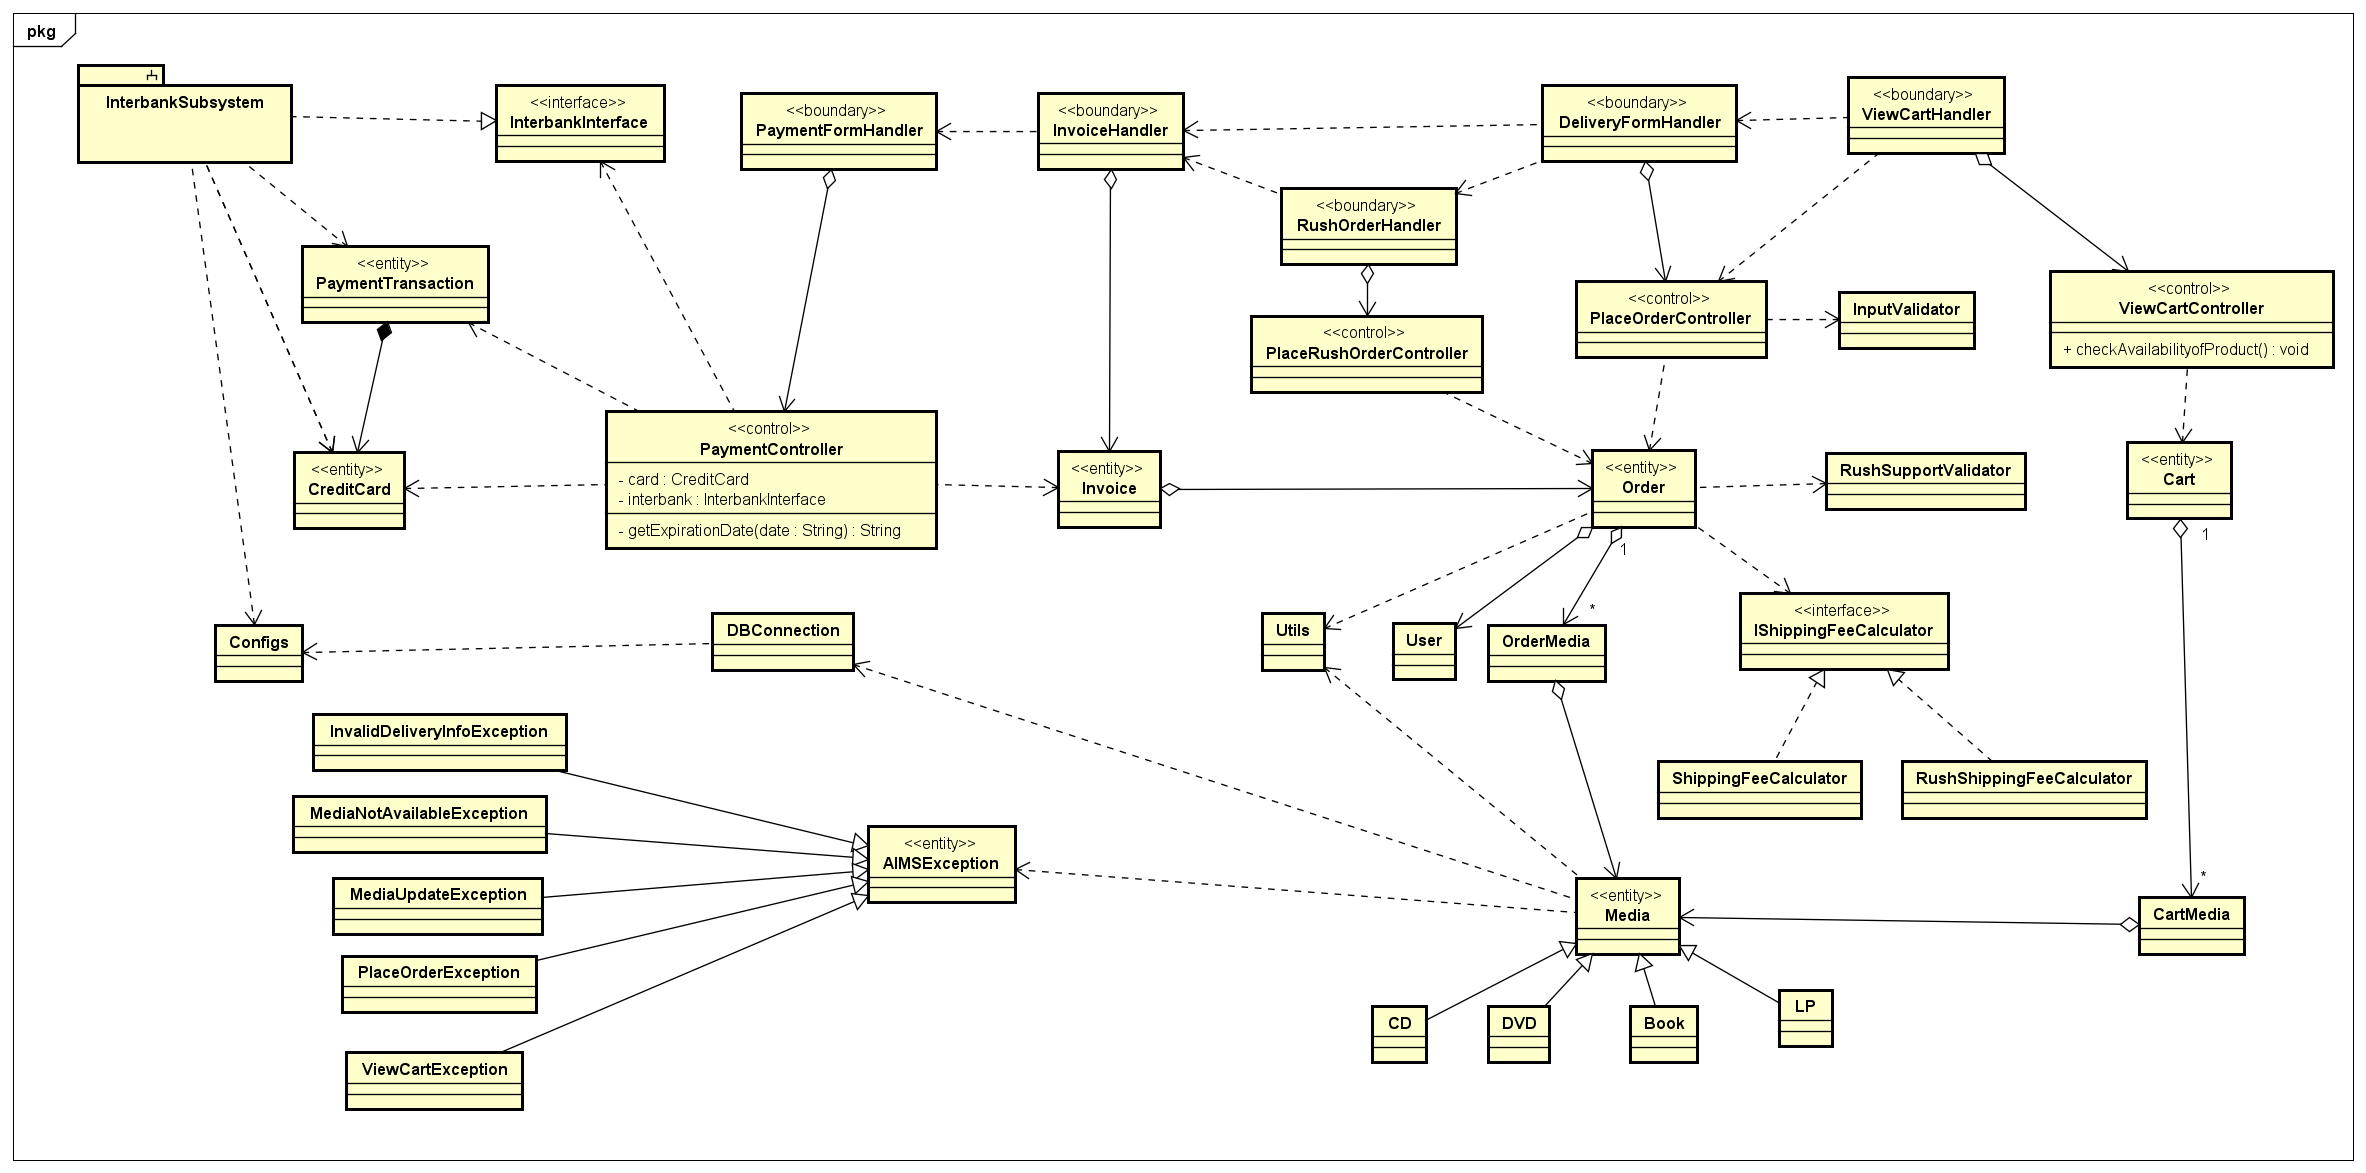 pkg
InterbankSubsystem
<<interface>>
InterbankInterface
<<boundary>>
PaymentFormHandler
<<boundary>>
InvoiceHandler
<<boundary>>
DeliveryFormHandler
<<boundary>>
ViewCartHandler
<<boundary>>
RushOrderHandler
<<entity>>
PaymentTransaction
<<control>>
PlaceRushOrderController
<<control>>
PlaceOrderController
InputValidator
<<control>>
ViewCartController
+ checkAvailabilityofProduct() : void
<<entity>>
CreditCard
<<control>>
PaymentController
- card : CreditCard
- interbank : InterbankInterface
- getExpirationDate(date : String) : String
<<entity>>
Invoice
<<entity>>
Order
RushSupportValidator
<<entity>>
Cart
1
1
*
Configs
DBConnection
Utils
User
OrderMedia
<<interface>>
IShippingFeeCalculator
InvalidDeliveryInfoException
MediaNotAvailableException
MediaUpdateException
PlaceOrderException
ViewCartException
<<entity>>
AIMSException
ShippingFeeCalculator
RushShippingFeeCalculator
*
<<entity>>
Media
CartMedia
CD
DVD
Book
LP